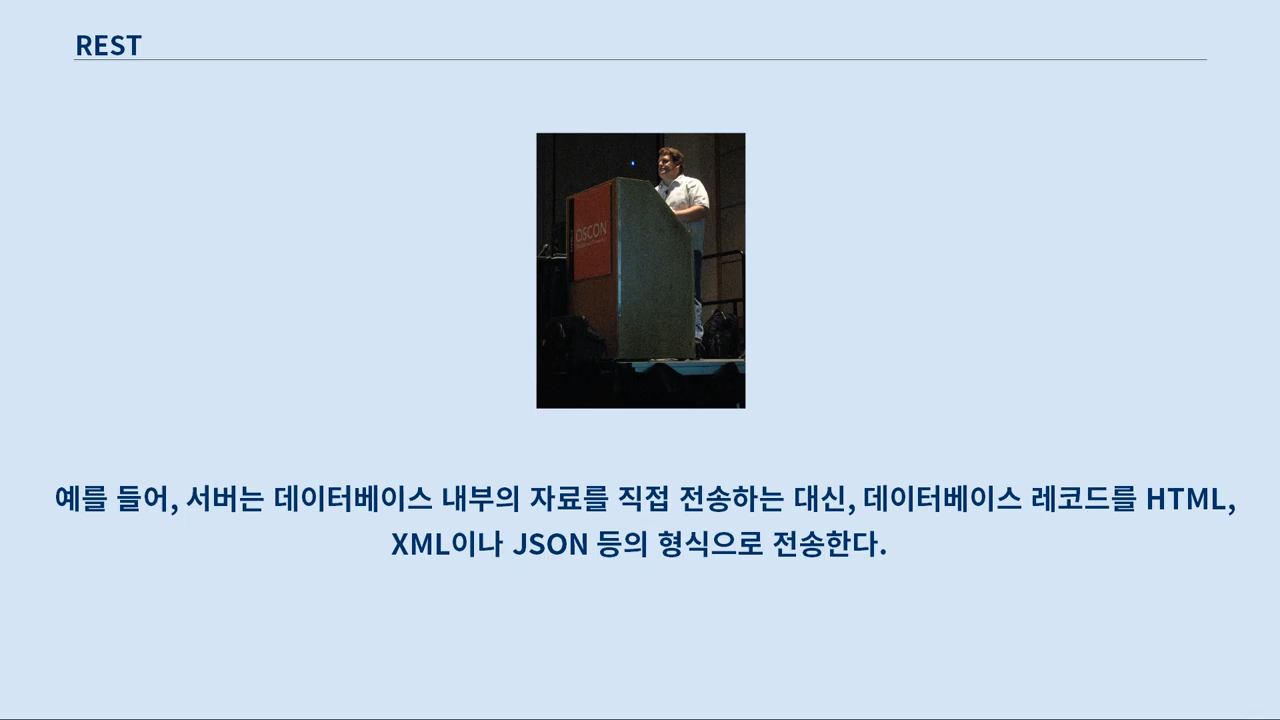 REST
OSCON
예를 들어, 서버는 데이터베이스 내부의 자료를 직접 전송하는 대신, 데이터베이스 레코드를 HTML,
XML이나 JSON 등의 형식으로 전송한다.